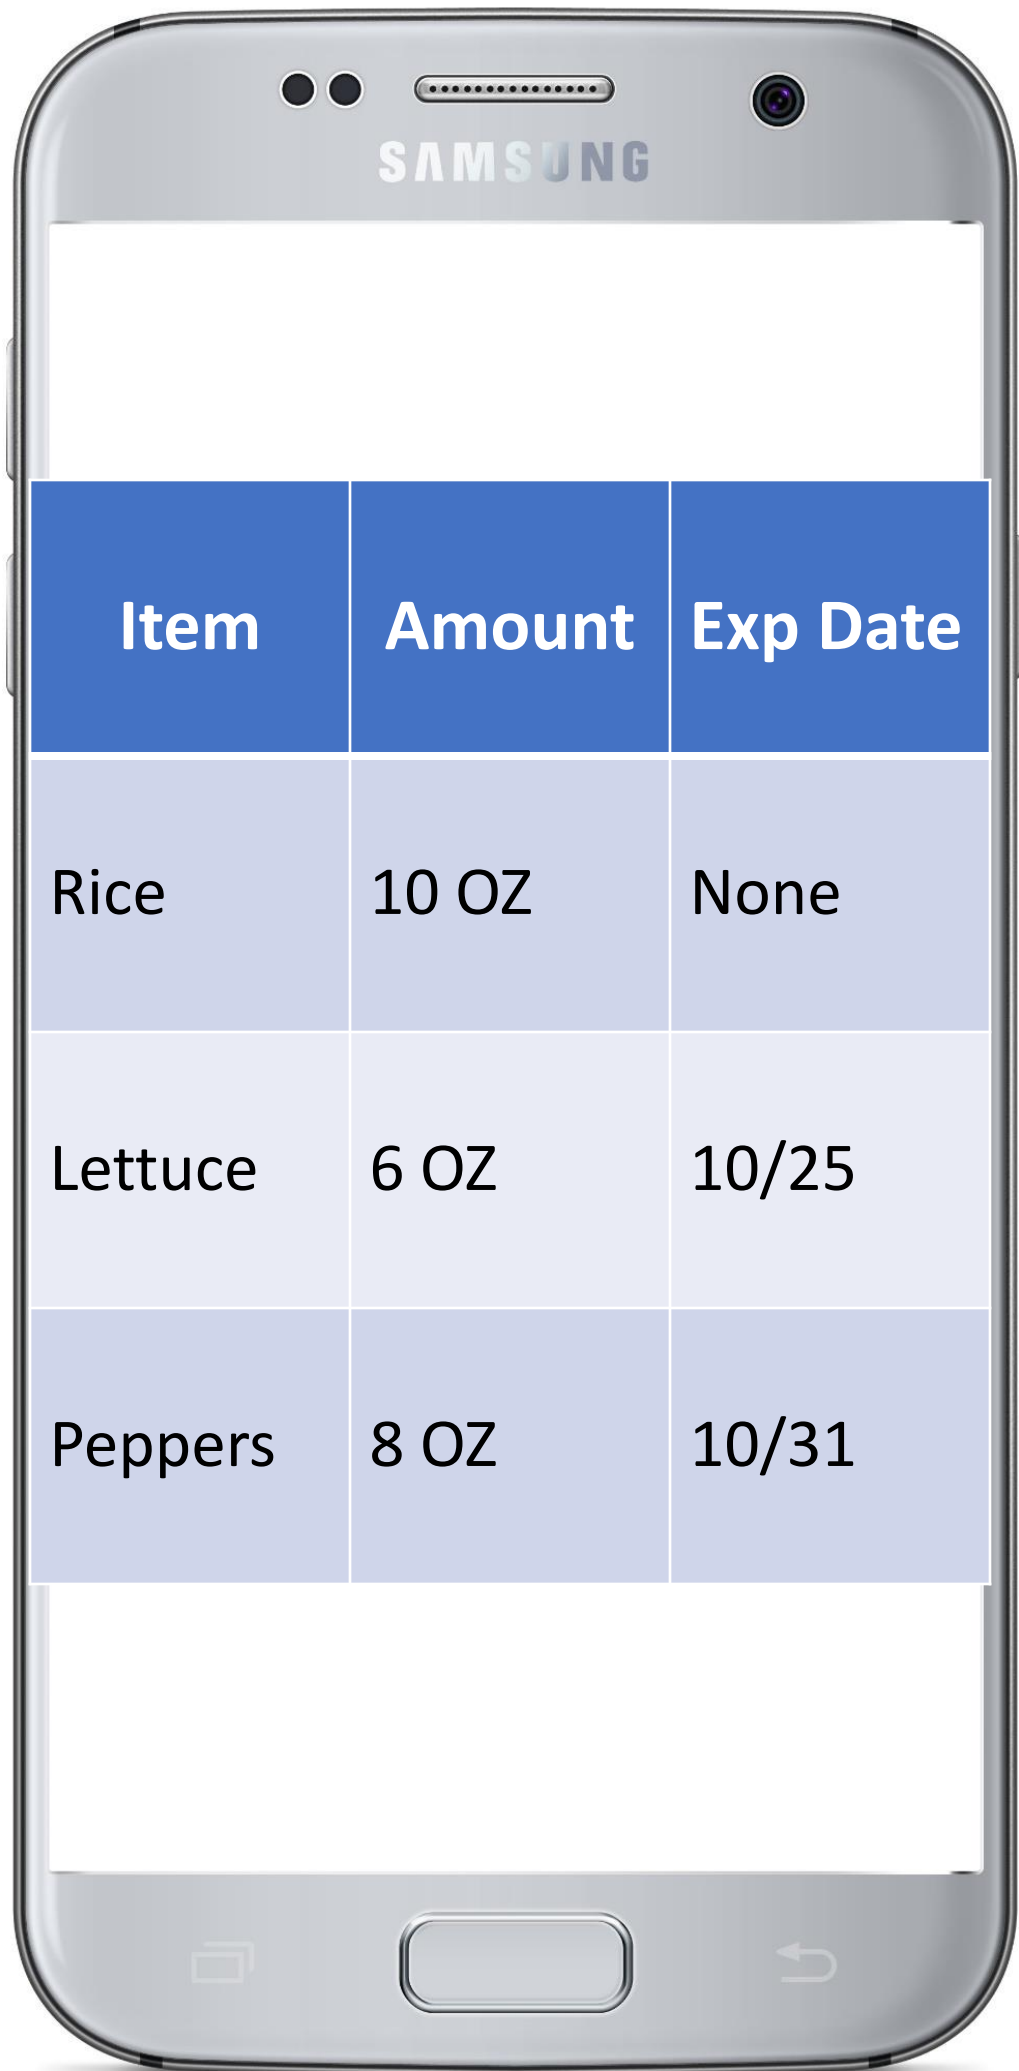 SAMSUNG
Item Amount Exp Date
Rice 10 OZ None
Lettuce 6 OZ 10/25
Peppers 8 OZ 10/31